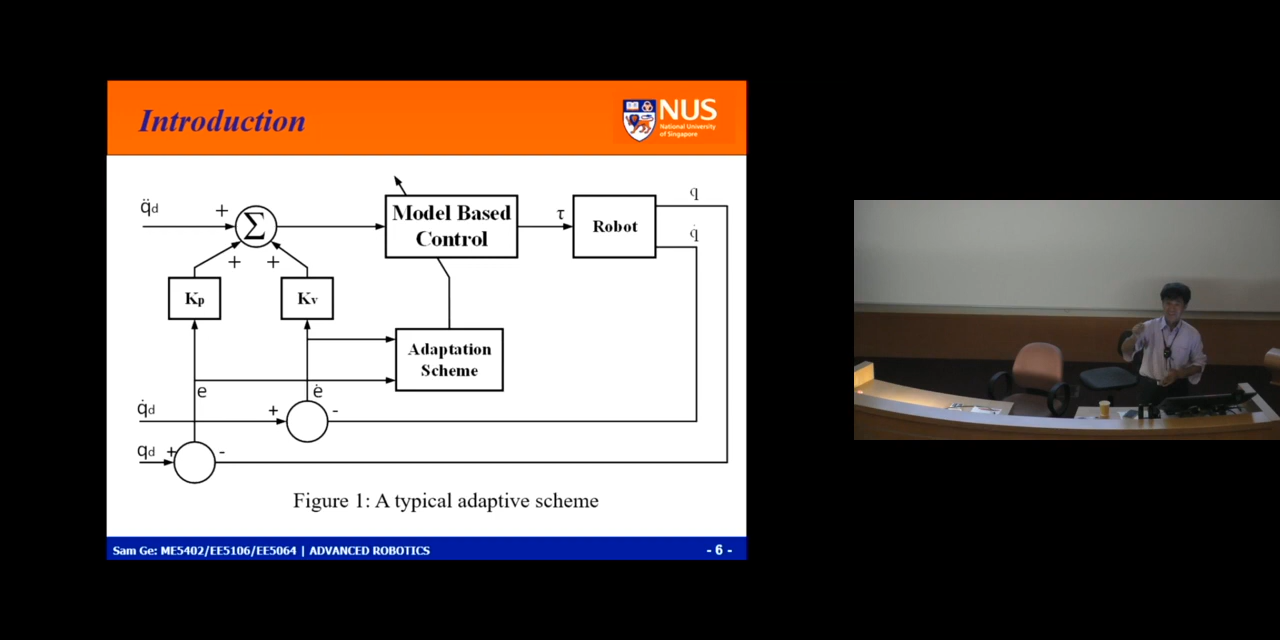 Introduction
NUS
National University
of Singapore
q̈d
+
Σ
+
+
Model Based
Control
τ
Robot
q
q̇
Kp
Kv
Adaptation
Scheme
e
ė
q̇d
+
-
qd
+
-
Figure 1: A typical adaptive scheme
Sam Ge: ME5402/EE5106/EE5064 | ADVANCED ROBOTICS
- 6 -